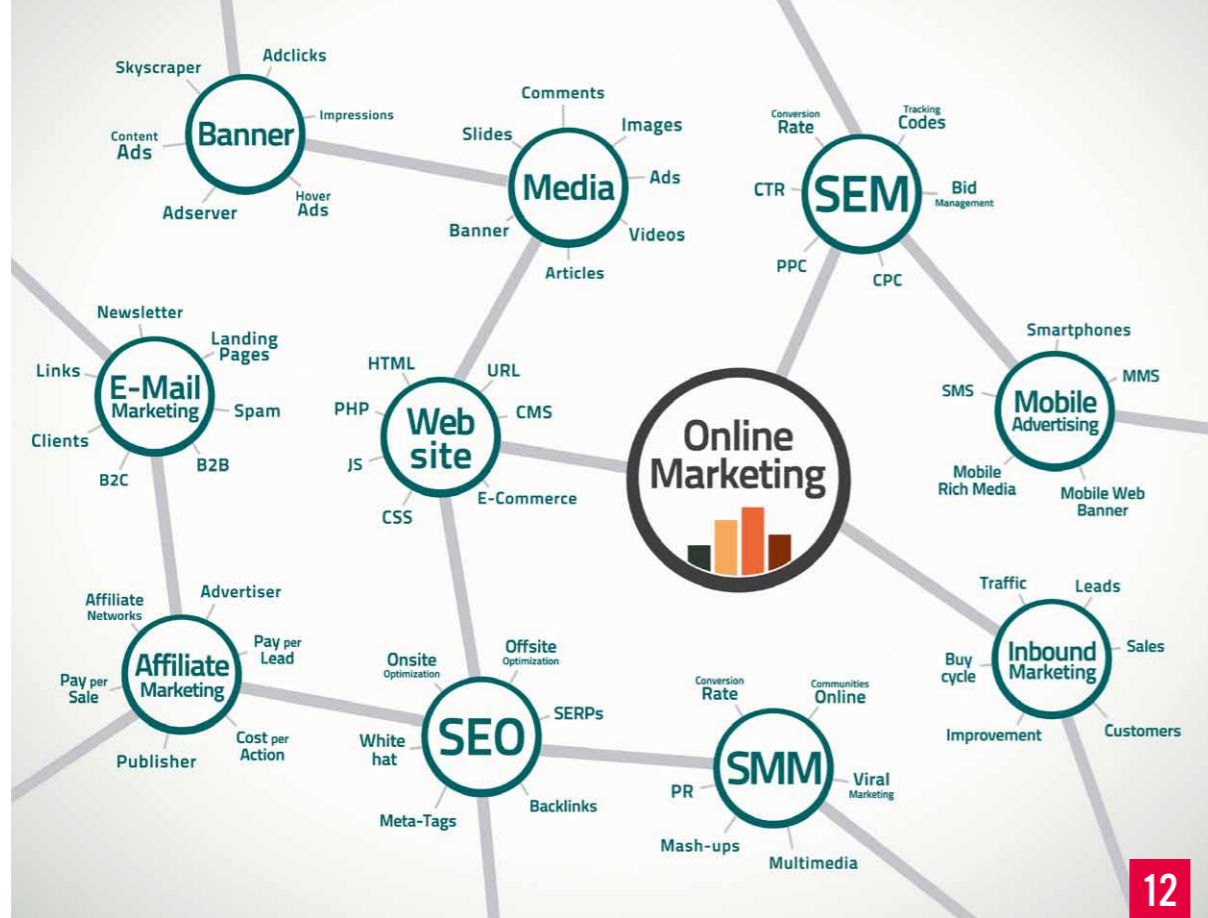 Adclicks
Skyscraper
Impressions
Banner
Content
Ads
Hover
Ads
Adserver
Comments
Slides
Images
Media
Ads
Banner
Videos
Articles
Conversion
Rate
Tracking
Codes
SEM
CTR
Bid
Management
PPC
CPC
Newsletter
Landing
Pages
Links
E-Mail
Marketing
Spam
Clients
B2C
B2B
HTML
URL
PHP
CMS
Web
site
JS
CSS
E-Commerce
Online
Marketing
Smartphones
SMS
MMS
Mobile
Advertising
Mobile
Rich Media
Mobile Web
Banner
Affiliate
Networks
Advertiser
Pay per
Lead
Affiliate
Marketing
Pay per
Sale
Cost per
Action
Publisher
Onsite
Optimization
Offsite
Optimization
SERPs
SEO
White
hat
Meta-Tags
Backlinks
Conversion
Rate
Communities
Online
SMM
PR
Viral
Marketing
Mash-ups
Multimedia
Traffic
Leads
Sales
Inbound
Marketing
Buy
cycle
Improvement
Customers
12